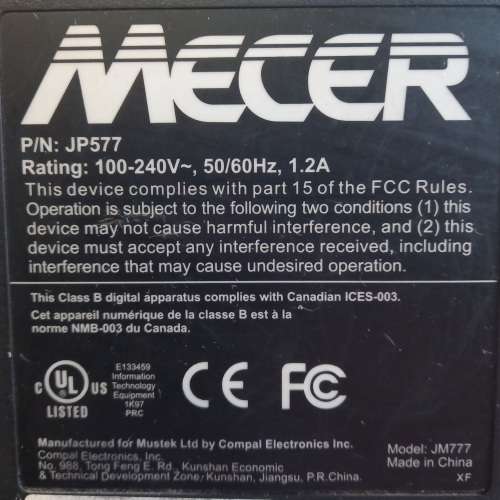 MECER
P/N: JP577
Rating: 100-240V~, 50/60Hz, 1.2A
This device complies with part 15 of the FCC Rules.
Operation is subject to the following two conditions (1) this
device may not cause harmful interference, and (2) this
device must accept any interference received, including
interference that may cause undesired operation.
This Class B digital apparatus complies with Canadian ICES-003.
Cet appareil numérique de la classe B est à la
norme NMB-003 du Canada.
C UL US LISTED
E133459
Information
Technology
Equipment
1K97
PRC
CE
FC
Manufactured for Mustek Ltd by Compal Electronics Inc.
Compal Electronics Inc.
No. 988, Tong Feng E. Rd., Kunshan Economic
& Technical Development Zone, Kunshan, Jiangsu, P.R.China.
Model: JM777
Made in China
XF